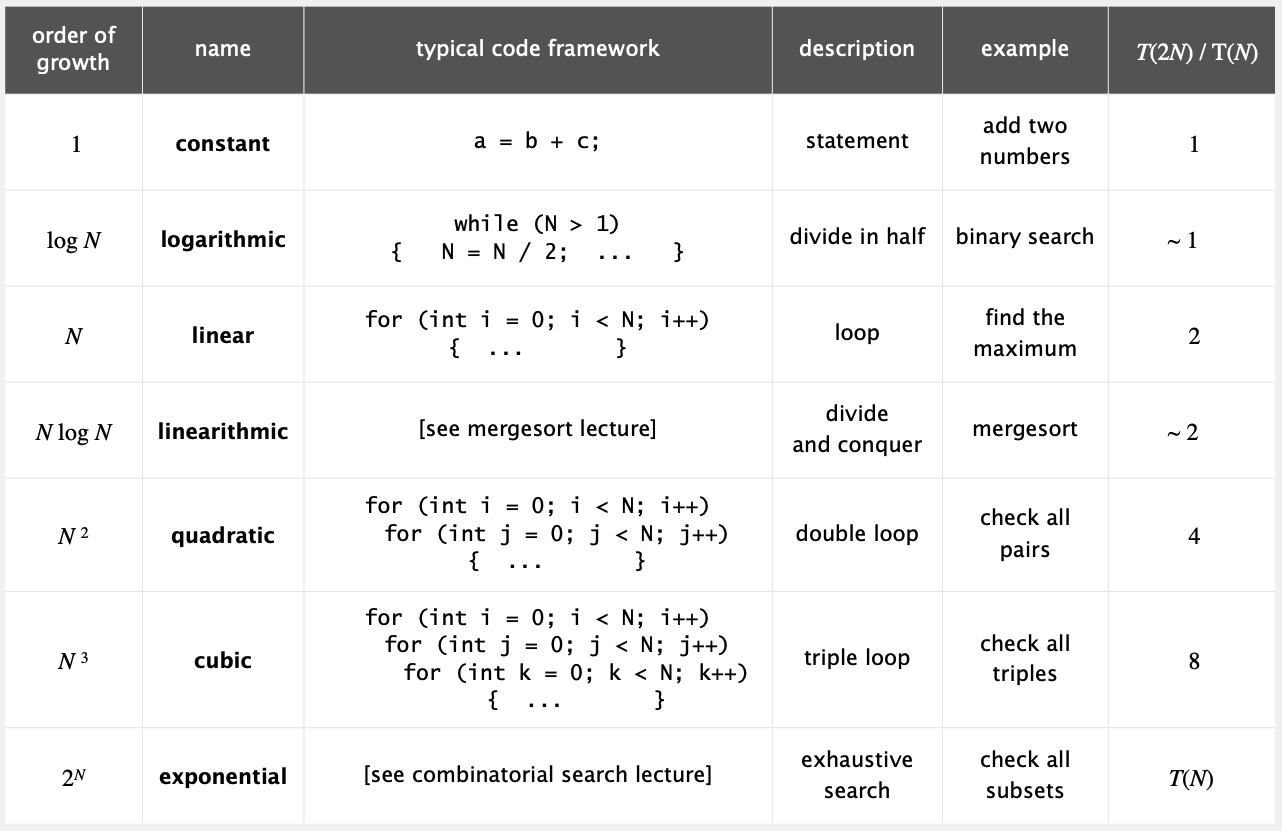 order of
growth
name
typical code framework
description
example
T(2N) / T(N)
1
constant
a = b + c;
statement
add two
numbers
1
log N
logarithmic
while (N > 1)
{ N = N / 2; ... }
divide in half
binary search
~ 1
N
linear
for (int i = 0; i < N; i++)
{ ... }
loop
find the
maximum
2
N log N
linearithmic
[see mergesort lecture]
divide
and conquer
mergesort
~ 2
N ²
quadratic
for (int i = 0; i < N; i++)
for (int j = 0; j < N; j++)
{ ... }
double loop
check all
pairs
4
N ³
cubic
for (int i = 0; i < N; i++)
for (int j = 0; j < N; j++)
for (int k = 0; k < N; k++)
{ ... }
triple loop
check all
triples
8
2ᴺ
exponential
[see combinatorial search lecture]
exhaustive
search
check all
subsets
T(N)